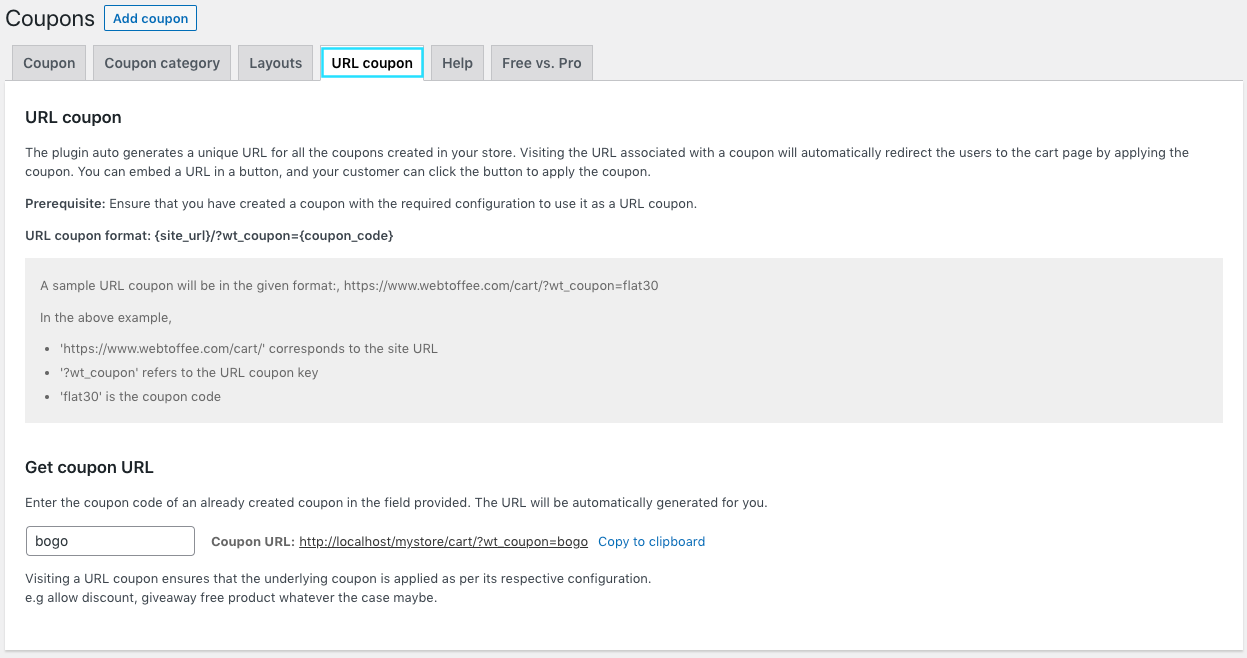 Coupons
Add coupon
Coupon
Coupon category
Layouts
URL coupon
Help
Free vs. Pro
URL coupon
The plugin auto generates a unique URL for all the coupons created in your store. Visiting the URL associated with a coupon will automatically redirect the users to the cart page by applying the
coupon. You can embed a URL in a button, and your customer can click the button to apply the coupon.
Prerequisite: Ensure that you have created a coupon with the required configuration to use it as a URL coupon.
URL coupon format: {site_url}/?wt_coupon={coupon_code}
A sample URL coupon will be in the given format:, https://www.webtoffee.com/cart/?wt_coupon=flat30
In the above example,
• 'https://www.webtoffee.com/cart/' corresponds to the site URL
• '?wt_coupon' refers to the URL coupon key
• 'flat30' is the coupon code
Get coupon URL
Enter the coupon code of an already created coupon in the field provided. The URL will be automatically generated for you.
bogo
Coupon URL: http://localhost/mystore/cart/?wt_coupon=bogo Copy to clipboard
Visiting a URL coupon ensures that the underlying coupon is applied as per its respective configuration.
e.g allow discount, giveaway free product whatever the case maybe.